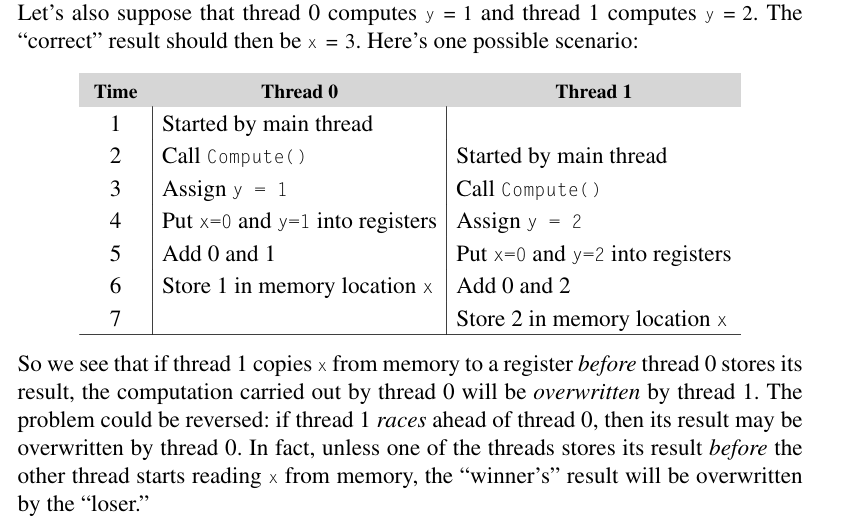 Let's also suppose that thread 0 computes y = 1 and thread 1 computes y = 2. The
“correct” result should then be x = 3. Here's one possible scenario:
Time Thread 0 Thread 1
1 Started by main thread
2 Call Compute() Started by main thread
3 Assign y = 1 Call Compute()
4 Put x=0 and y=1 into registers Assign y = 2
5 Add 0 and 1 Put x=0 and y=2 into registers
6 Store 1 in memory location x Add 0 and 2
7 Store 2 in memory location x
So we see that if thread 1 copies x from memory to a register before thread 0 stores its
result, the computation carried out by thread 0 will be overwritten by thread 1. The
problem could be reversed: if thread 1 races ahead of thread 0, then its result may be
overwritten by thread 0. In fact, unless one of the threads stores its result before the
other thread starts reading x from memory, the “winner's” result will be overwritten
by the “loser.”